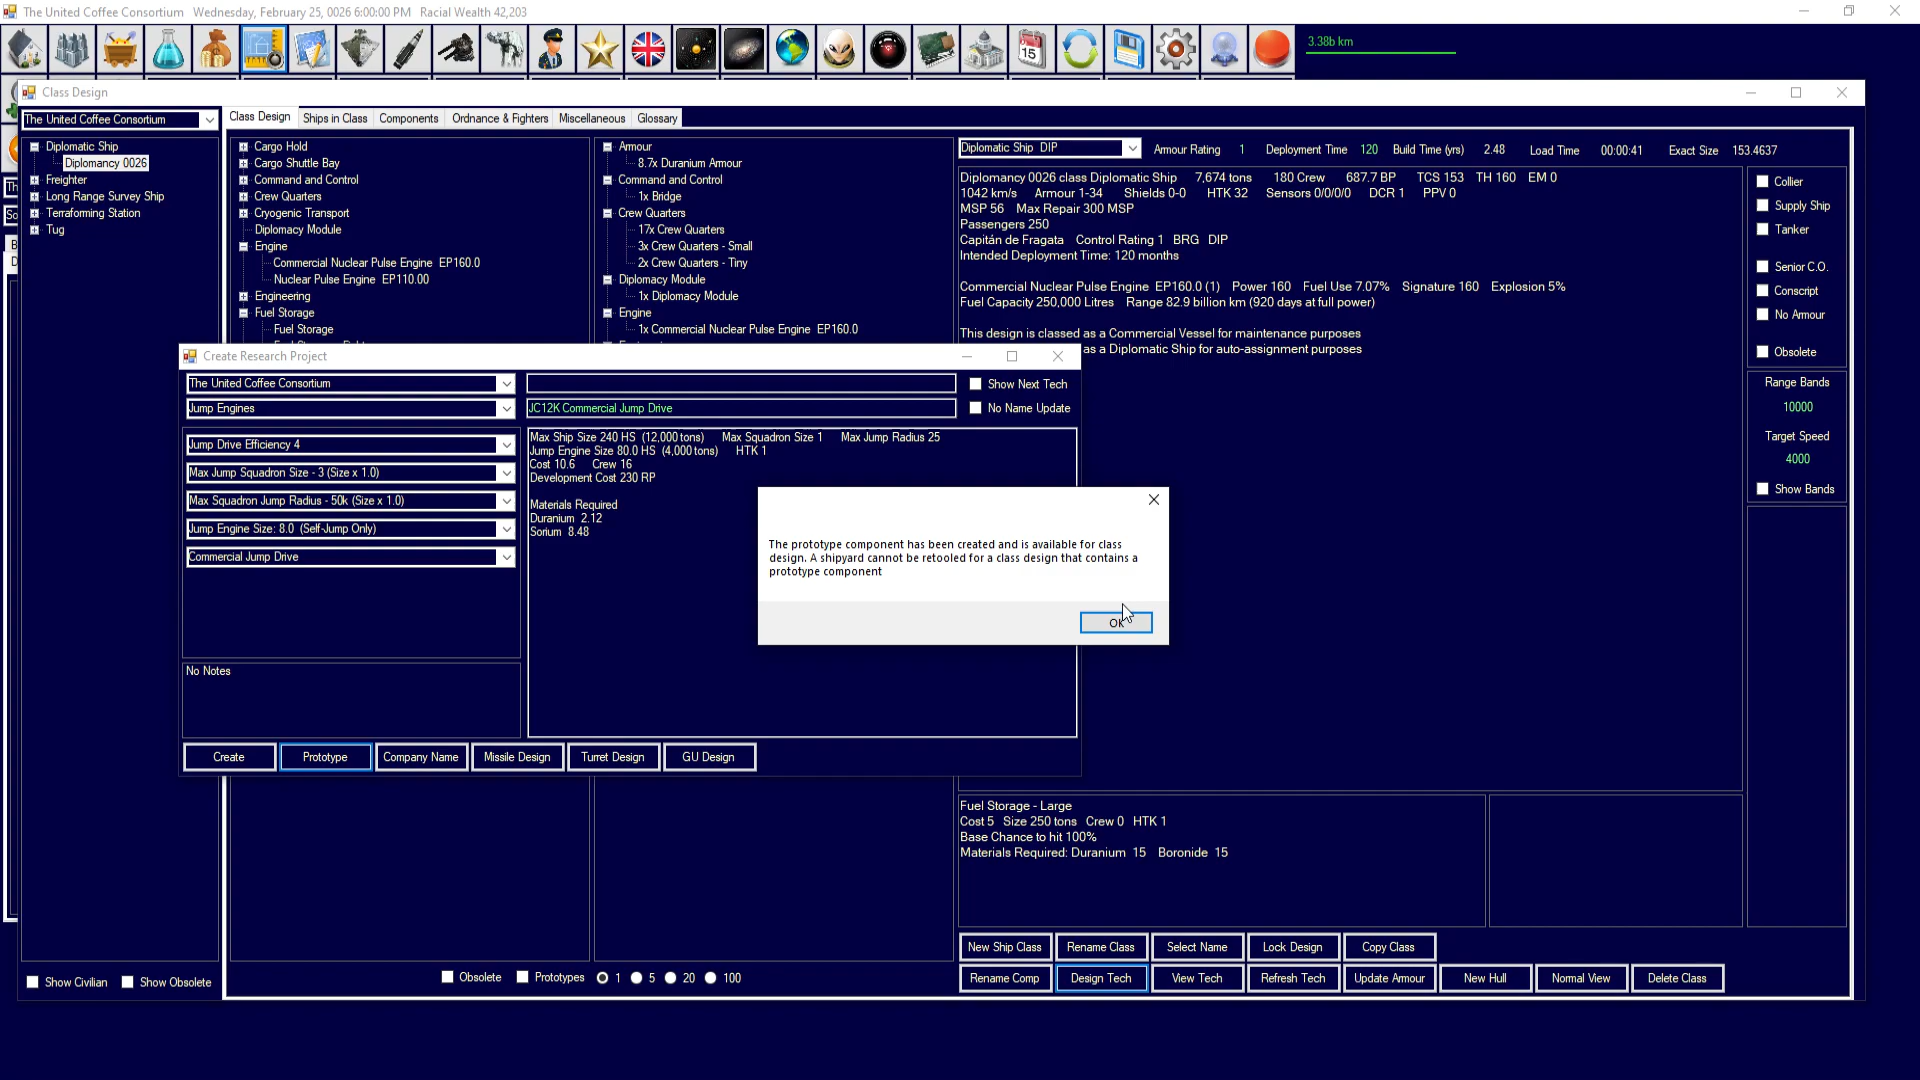 The United Coffee Consortium Wednesday, February 25, 0026 6:00:00 PM Racial Wealth 42,203
15
3.38b km
Class Design
The United Coffee Consortium
Diplomatic Ship
Diplomacy 0026
Freighter
Long Range Survey Ship
Terraforming Station
Tug
Show Civilian
Show Obsolete
Class Design
Ships in Class
Components
Ordnance & Fighters
Miscellaneous
Glossary
Cargo Hold
Cargo Shuttle Bay
Command and Control
Crew Quarters
Cryogenic Transport
Diplomacy Module
Engine
Commercial Nuclear Pulse Engine EP160.0
Nuclear Pulse Engine EP110.00
Engineering
Fuel Storage
Fuel Storage
Armour
8.7x Duranium Armour
Command and Control
1x Bridge
Crew Quarters
17x Crew Quarters
3x Crew Quarters - Small
2x Crew Quarters - Tiny
Diplomacy Module
1x Diplomacy Module
Engine
1x Commercial Nuclear Pulse Engine EP160.0
Diplomatic Ship DIP
Armour Rating 1 Deployment Time 120 Build Time (yrs) 2.48 Load Time 00:00:41 Exact Size 153.4637
Diplomacy 0026 class Diplomatic Ship 7,674 tons 180 Crew 687.7 BP TCS 153 TH 160 EM 0
1042 km/s Armour 1-34 Shields 0-0 HTK 32 Sensors 0/0/0/0 DCR 1 PPV 0
MSP 56 Max Repair 300 MSP
Passengers 250
Capitán de Fragata Control Rating 1 BRG DIP
Intended Deployment Time: 120 months
Commercial Nuclear Pulse Engine EP160.0 (1) Power 160 Fuel Use 7.07% Signature 160 Explosion 5%
Fuel Capacity 250,000 Litres Range 82.9 billion km (920 days at full power)
This design is classed as a Commercial Vessel for maintenance purposes
as a Diplomatic Ship for auto-assignment purposes
Collier
Supply Ship
Tanker
Senior C.O.
Conscript
No Armour
Obsolete
Range Bands
10000
Target Speed
4000
Show Bands
Create Research Project
The United Coffee Consortium
Jump Engines
JC12K Commercial Jump Drive
Show Next Tech
No Name Update
Jump Drive Efficiency 4
Max Jump Squadron Size - 3 (Size x 1.0)
Max Squadron Jump Radius - 50k (Size x 1.0)
Jump Engine Size: 8.0 (Self-Jump Only)
Commercial Jump Drive
Max Ship Size 240 HS (12,000 tons) Max Squadron Size 1 Max Jump Radius 25
Jump Engine Size 80.0 HS (4,000 tons) HTK 1
Cost 10.6 Crew 16
Development Cost 230 RP
Materials Required
Duranium 2.12
Sorium 8.48
No Notes
Create
Prototype
Company Name
Missile Design
Turret Design
GU Design
The prototype component has been created and is available for class
design. A shipyard cannot be retooled for a class design that contains a
prototype component
OK
Fuel Storage - Large
Cost 5 Size 250 tons Crew 0 HTK 1
Base Chance to hit 100%
Materials Required: Duranium 15 Boronide 15
Obsolete
Prototypes
1
5
20
100
New Ship Class
Rename Class
Select Name
Lock Design
Copy Class
Rename Comp
Design Tech
View Tech
Refresh Tech
Update Armour
New Hull
Normal View
Delete Class